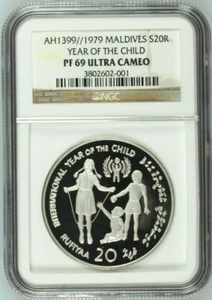 AH1399//1979 MALDIVES S20R
YEAR OF THE CHILD
PF 69 ULTRA CAMEO
3802602-001
NGC
INTERNATIONAL YEAR OF THE CHILD
RUFIYAA 20